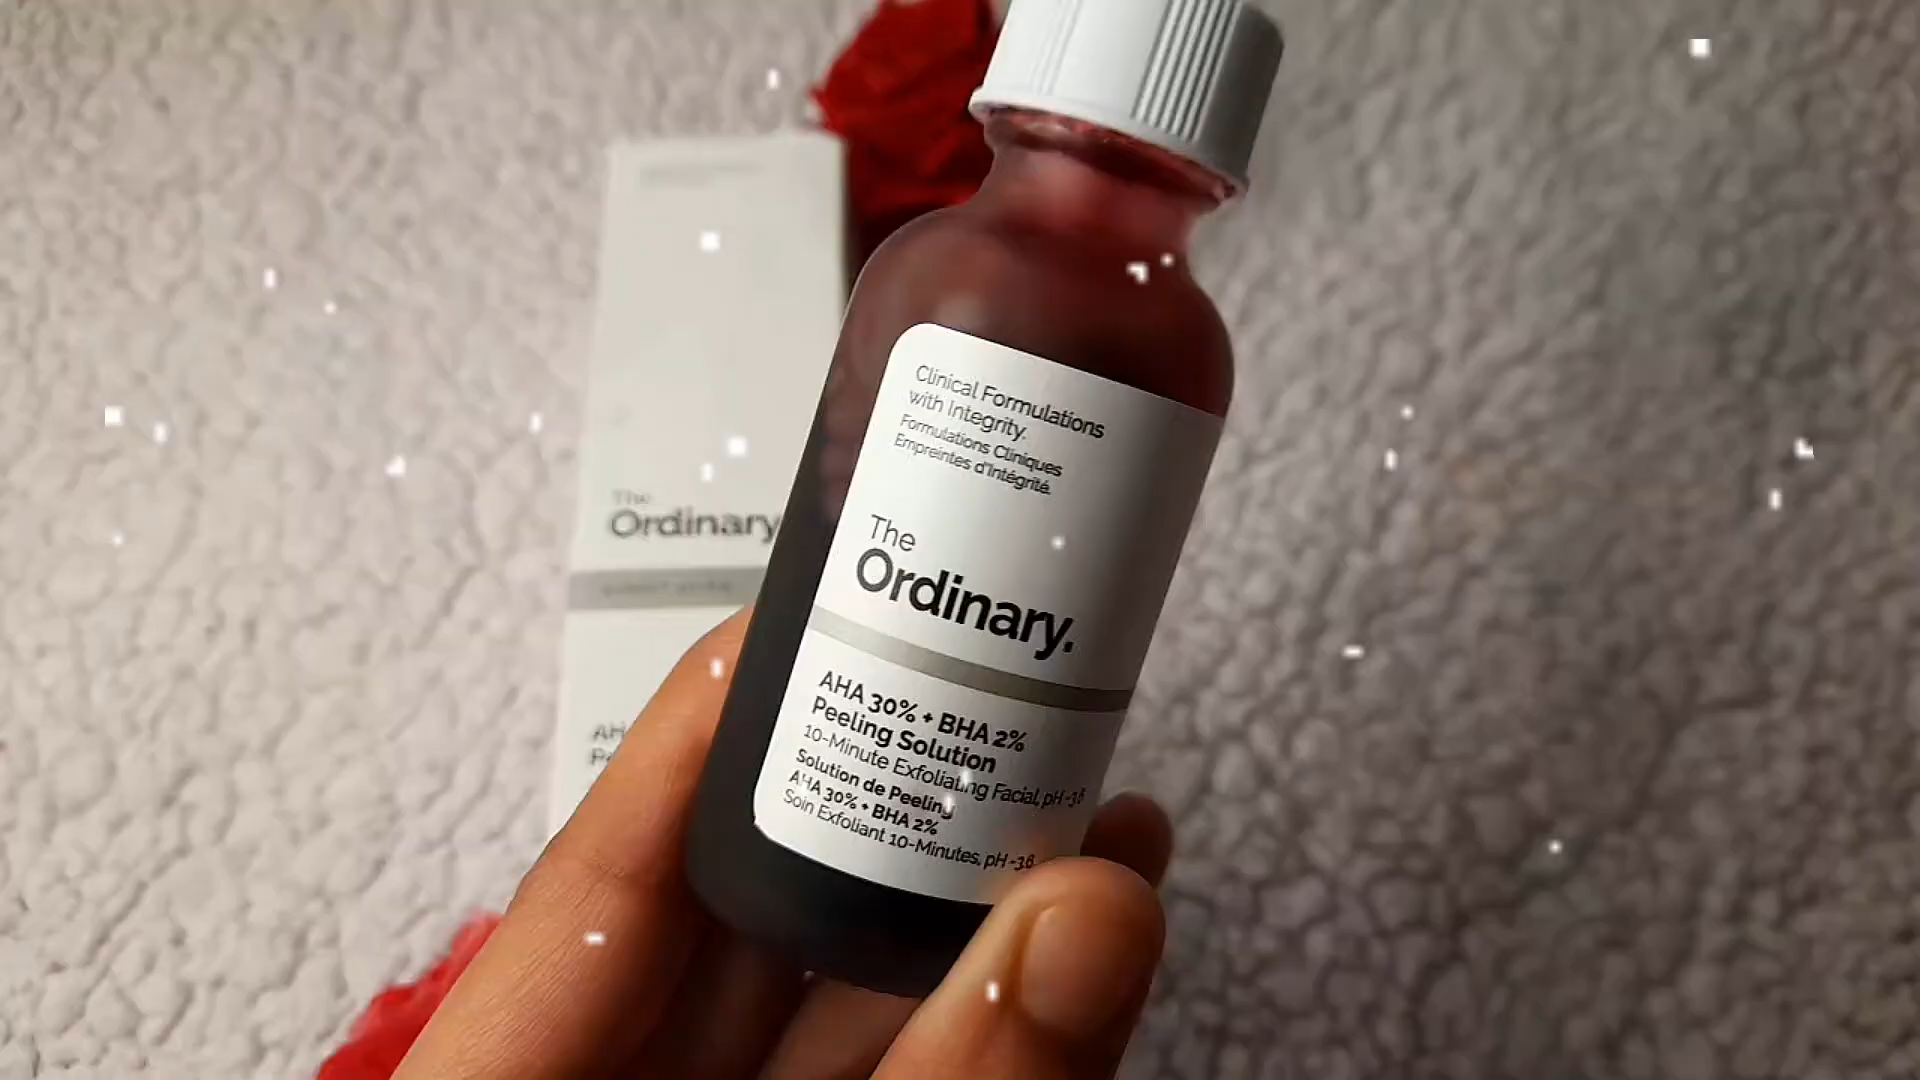 Clinical Formulations
with Integrity.
Formulations Cliniques
Empreintes d'Intégrité.
The
Ordinary.
AHA 30% + BHA 2%
Peeling Solution
10-Minute Exfoliating Facial, pH ~3.6
Solution de Peeling
AHA 30% + BHA 2%
Soin Exfoliant 10-Minutes, pH ~3.6
The
Ordinary
AH